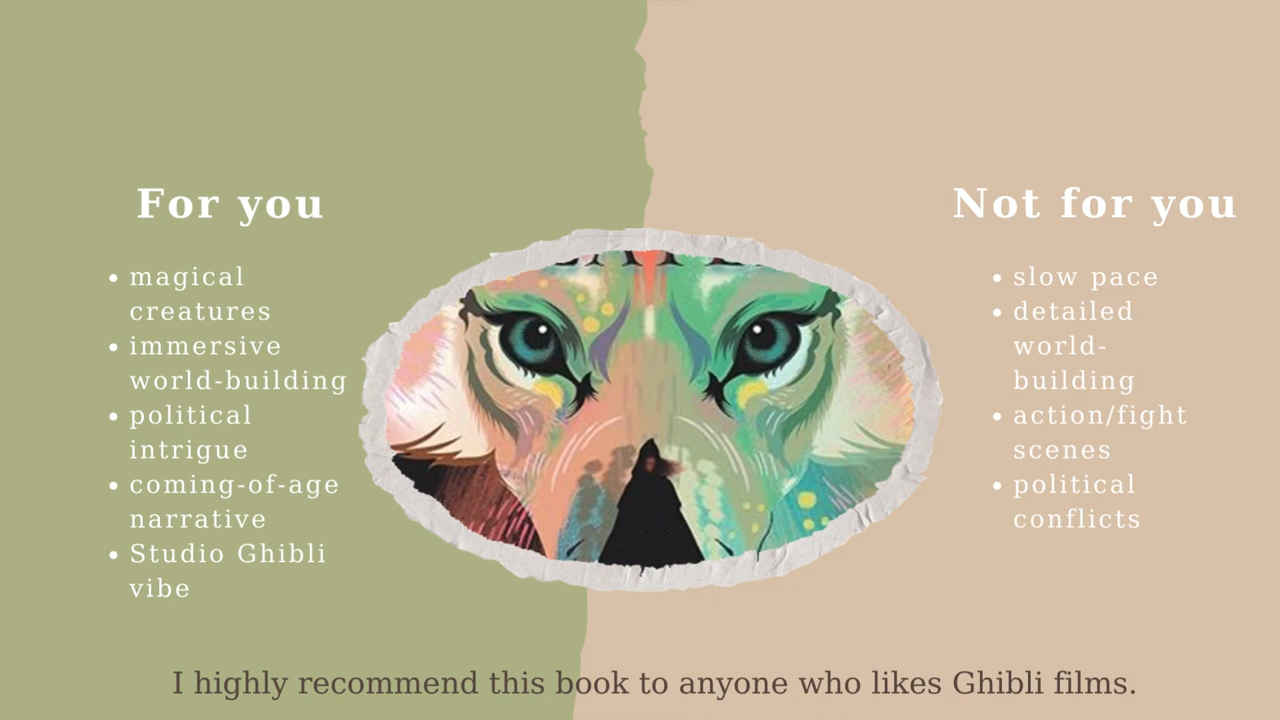 For you
• magical
creatures
• immersive
world-building
• political
intrigue
• coming-of-age
narrative
• Studio Ghibli
vibe
Not for you
• slow pace
• detailed
world-
building
• action/fight
scenes
• political
conflicts
I highly recommend this book to anyone who likes Ghibli films.